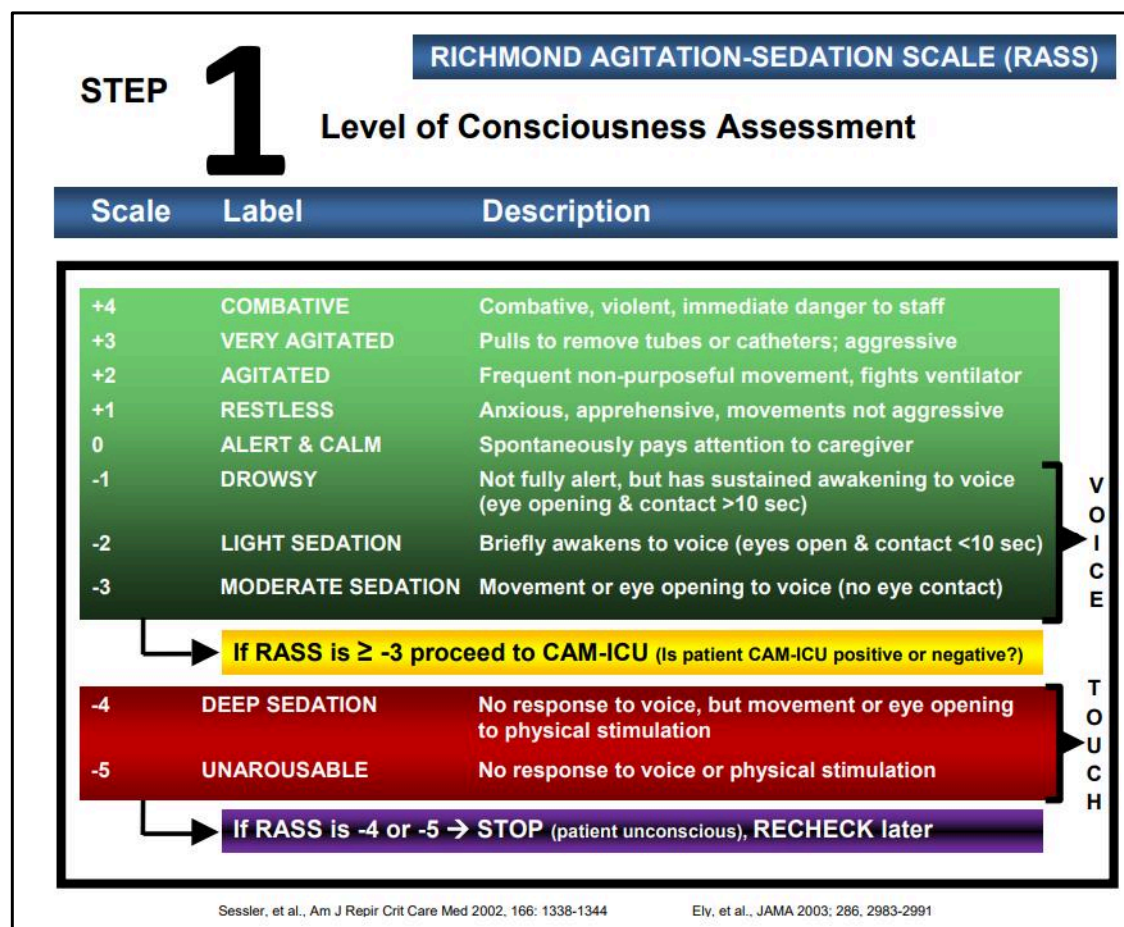 RICHMOND AGITATION-SEDATION SCALE (RASS)
STEP 1
Level of Consciousness Assessment
Scale Label Description
+4 COMBATIVE Combative, violent, immediate danger to staff
+3 VERY AGITATED Pulls to remove tubes or catheters; aggressive
+2 AGITATED Frequent non-purposeful movement, fights ventilator
+1 RESTLESS Anxious, apprehensive, movements not aggressive
0 ALERT & CALM Spontaneously pays attention to caregiver
-1 DROWSY Not fully alert, but has sustained awakening to voice
(eye opening & contact >10 sec)
-2 LIGHT SEDATION Briefly awakens to voice (eyes open & contact <10 sec)
-3 MODERATE SEDATION Movement or eye opening to voice (no eye contact)
VOICE
If RASS is ≥ -3 proceed to CAM-ICU (Is patient CAM-ICU positive or negative?)
-4 DEEP SEDATION No response to voice, but movement or eye opening
to physical stimulation
-5 UNAROUSABLE No response to voice or physical stimulation
TOUCH
If RASS is -4 or -5 → STOP (patient unconscious), RECHECK later
Sessler, et al., Am J Repir Crit Care Med 2002, 166: 1338-1344 Ely, et al., JAMA 2003; 286, 2983-2991